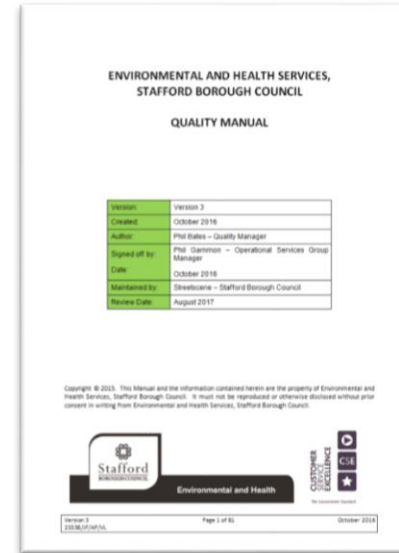 ENVIRONMENTAL AND HEALTH SERVICES,
STAFFORD BOROUGH COUNCIL
QUALITY MANUAL
Version: Version 3
Created: October 2016
Author: Phil Bates – Quality Manager
Signed off by: Phil Gammon – Operational Services Group
Manager
Date: October 2016
Maintained by: Streetscene – Stafford Borough Council
Review Date: August 2017
Copyright © 2015. This Manual and the information contained herein are the property of Environmental and
Health Services, Stafford Borough Council. It must not be reproduced or otherwise disclosed without prior
consent in writing from Environmental and Health Services, Stafford Borough Council.
Stafford
BOROUGH COUNCIL
Environmental and Health
CUSTOMER
SERVICE
EXCELLENCE
CSE
The Government Standard
Version 3 Page 1 of 81 October 2016